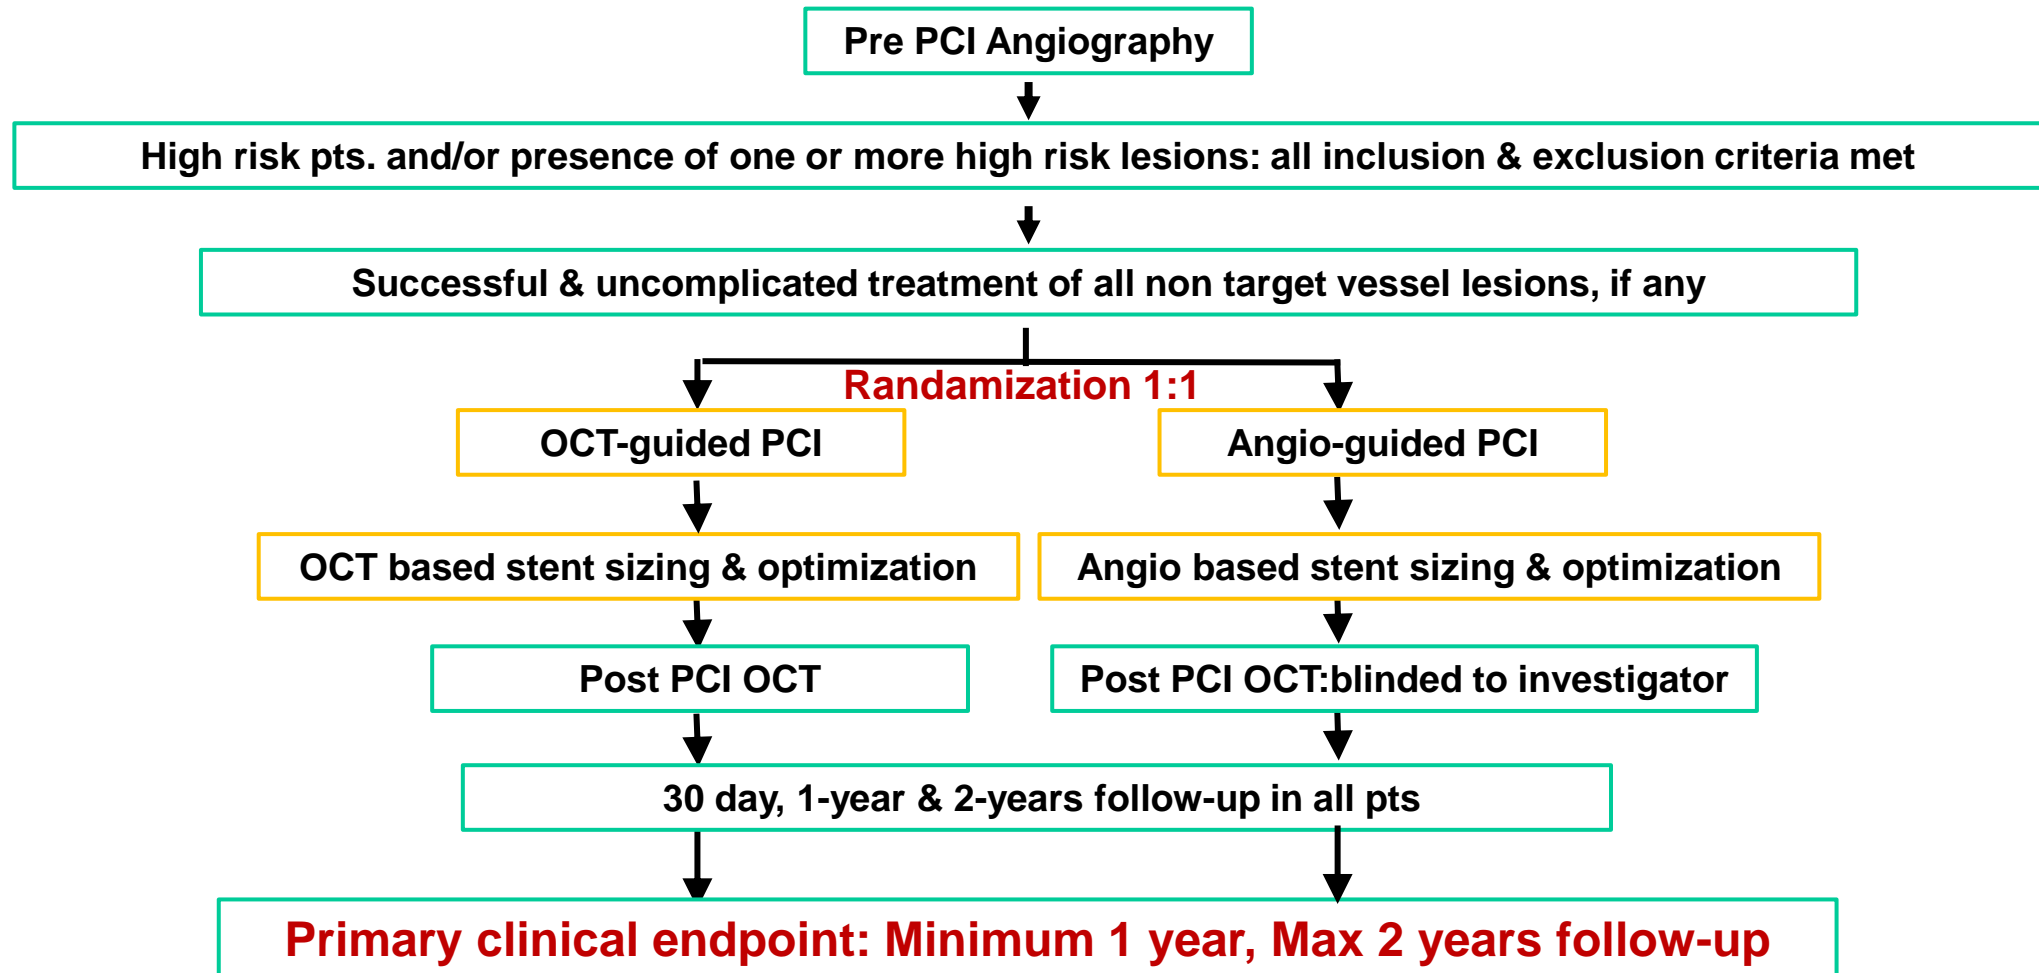 Pre PCI Angiography
High risk pts. and/or presence of one or more high risk lesions: all inclusion & exclusion criteria met
Successful & uncomplicated treatment of all non target vessel lesions, if any
Randamization 1:1
OCT-guided PCI
Angio-guided PCI
OCT based stent sizing & optimization
Angio based stent sizing & optimization
Post PCI OCT
Post PCI OCT:blinded to investigator
30 day, 1-year & 2-years follow-up in all pts
Primary clinical endpoint: Minimum 1 year, Max 2 years follow-up